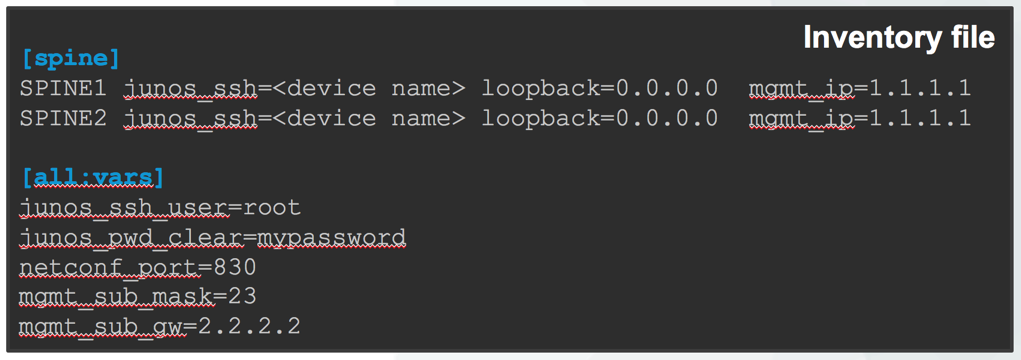 Inventory file
[spine]
SPINE1 junos_ssh=<device name> loopback=0.0.0.0  mgmt_ip=1.1.1.1
SPINE2 junos_ssh=<device name> loopback=0.0.0.0  mgmt_ip=1.1.1.1
[all:vars]
junos_ssh_user=root
junos_pwd_clear=mypassword
netconf_port=830
mgmt_sub_mask=23
mgmt_sub_gw=2.2.2.2